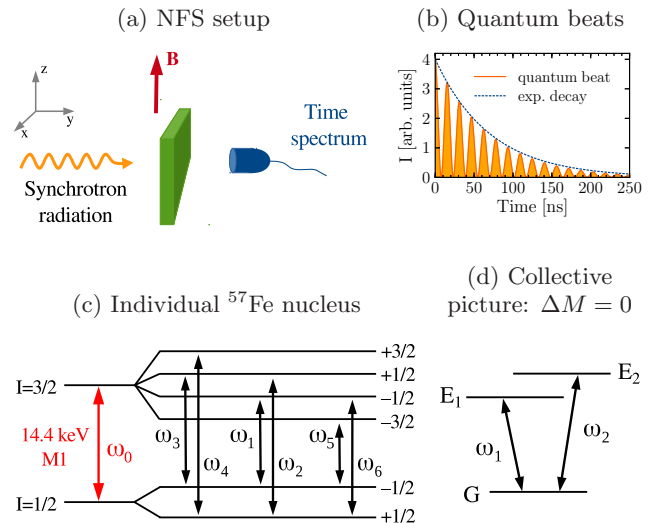 (a) NFS setup
B
z
y
x
Synchrotron
radiation
Time
spectrum
(b) Quantum beats
I [arb. units]
4
3
2
1
0
quantum beat
exp. decay
0 50 100 150 200 250
Time [ns]
(c) Individual ⁵⁷Fe nucleus
I=3/2
14.4 keV
M1
ω₀
I=1/2
+3/2
+1/2
−1/2
−3/2
ω₃
ω₄
ω₁
ω₂
ω₅
ω₆
−1/2
+1/2
(d) Collective
picture: ΔM = 0
E₁
E₂
ω₁
ω₂
G